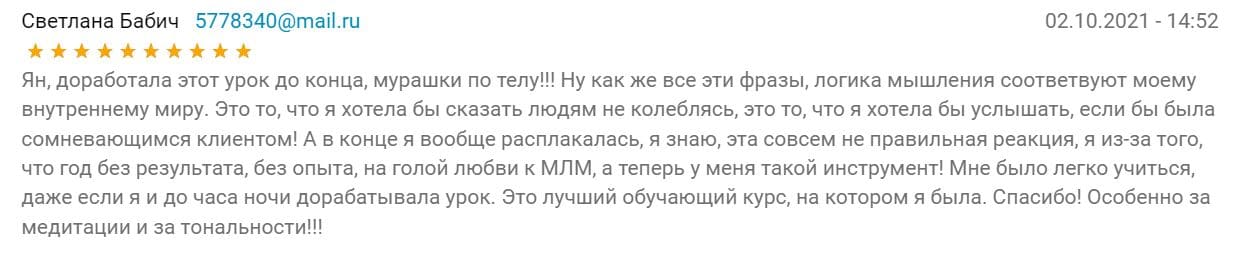 Светлана Бабич 5778340@mail.ru 02.10.2021 - 14:52
Ян, доработала этот урок до конца, мурашки по телу!!! Ну как же все эти фразы, логика мышления соответвуют моему
внутреннему миру. Это то, что я хотела бы сказать людям не колеблясь, это то, что я хотела бы услышать, если бы была
сомневающимся клиентом! А в конце я вообще расплакалась, я знаю, эта совсем не правильная реакция, я из-за того,
что год без результата, без опыта, на голой любви к МЛМ, а теперь у меня такой инструмент! Мне было легко учиться,
даже если я и до часа ночи дорабатывала урок. Это лучший обучающий курс, на котором я была. Спасибо! Особенно за
медитации и за тональности!!!